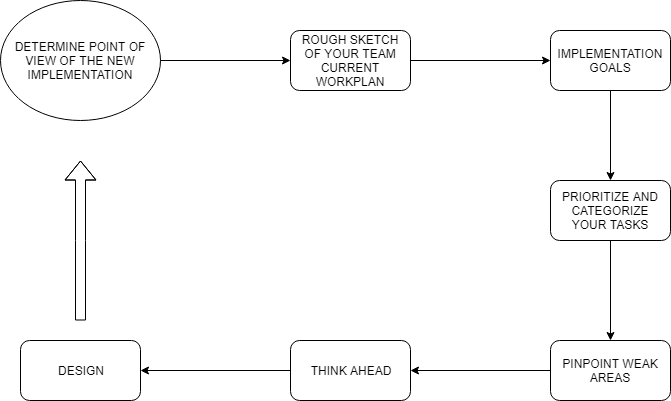 DETERMINE POINT OF
VIEW OF THE NEW
IMPLEMENTATION
ROUGH SKETCH
OF YOUR TEAM
CURRENT
WORKPLAN
IMPLEMENTATION
GOALS
PRIORITIZE AND
CATEGORIZE
YOUR TASKS
PINPOINT WEAK
AREAS
THINK AHEAD
DESIGN